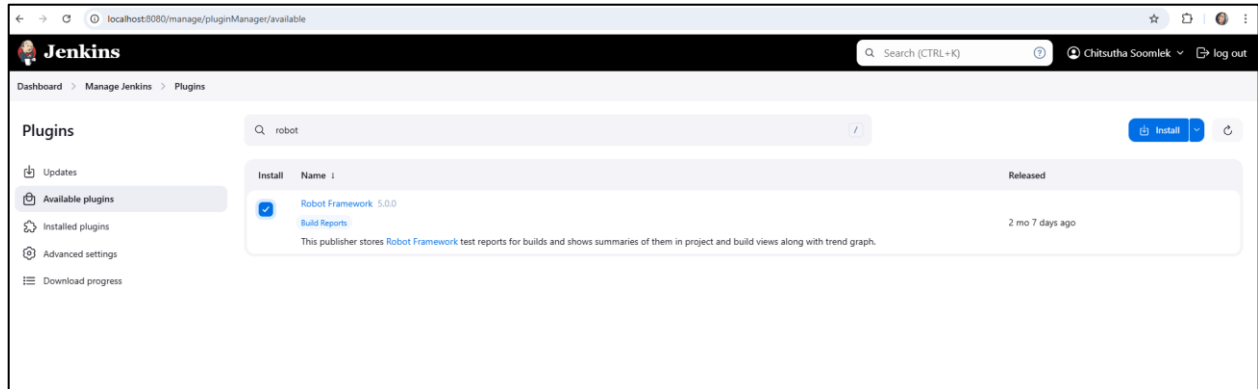 localhost:8080/manage/pluginManager/available
Jenkins
Search (CTRL+K)
?
Chitsutha Soomlek
log out
Dashboard > Manage Jenkins > Plugins
Plugins
robot
/
Install
Updates
Available plugins
Installed plugins
Advanced settings
Download progress
Install Name ↓ Released
Robot Framework 5.0.0
Build Reports
This publisher stores Robot Framework test reports for builds and shows summaries of them in project and build views along with trend graph.
2 mo 7 days ago